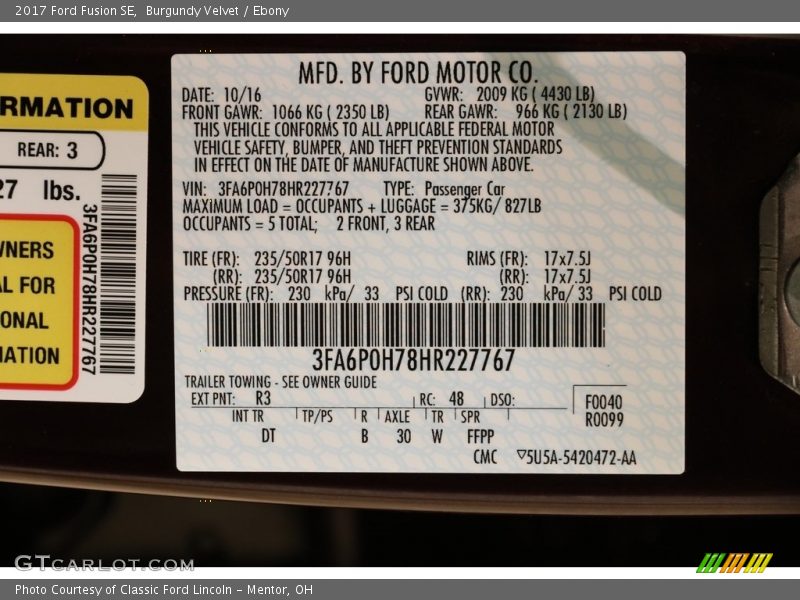 2017 Ford Fusion SE, Burgundy Velvet / Ebony
RMATION
REAR: 3
27 lbs.
WNERS
AL FOR
ONAL
MATION
3FA6P0H78HR227767
MFD. BY FORD MOTOR CO.
DATE: 10/16 GVWR: 2009 KG ( 4430 LB)
FRONT GAWR: 1066 KG ( 2350 LB) REAR GAWR: 966 KG ( 2130 LB)
THIS VEHICLE CONFORMS TO ALL APPLICABLE FEDERAL MOTOR
VEHICLE SAFETY, BUMPER, AND THEFT PREVENTION STANDARDS
IN EFFECT ON THE DATE OF MANUFACTURE SHOWN ABOVE.
VIN: 3FA6P0H78HR227767 TYPE: Passenger Car
MAXIMUM LOAD = OCCUPANTS + LUGGAGE = 375KG/ 827LB
OCCUPANTS = 5 TOTAL; 2 FRONT, 3 REAR
TIRE (FR): 235/50R17 96H RIMS (FR): 17x7.5J
(RR): 235/50R17 96H (RR): 17x7.5J
PRESSURE (FR): 230 kPa/ 33 PSI COLD (RR): 230 kPa/ 33 PSI COLD
3FA6P0H78HR227767
TRAILER TOWING - SEE OWNER GUIDE
EXT PNT: R3 RC: 48 DSO: F0040
INT TR TP/PS R AXLE TR SPR R0099
DT B 30 W FFPP
CMC ▽5U5A-5420472-AA
GTCARLOT.COM
Photo Courtesy of Classic Ford Lincoln - Mentor, OH